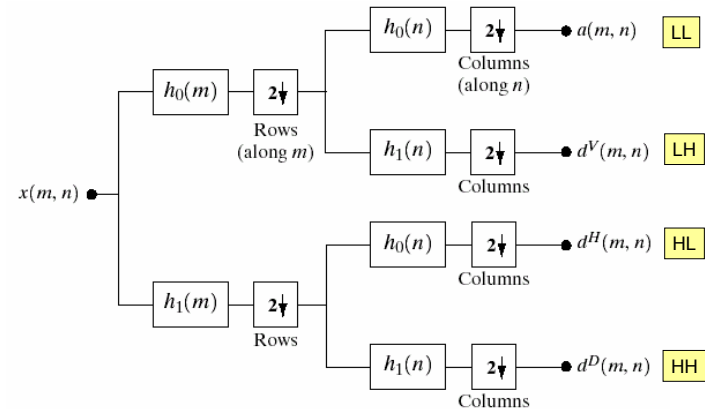 h₀(n) 2↓ a(m, n) LL
Columns
(along n)
h₀(m) 2↓
Rows
(along m)
h₁(n) 2↓ dⱽ(m, n) LH
Columns
x(m, n)
h₀(n) 2↓ dᴴ(m, n) HL
Columns
h₁(m) 2↓
Rows
h₁(n) 2↓ dᴰ(m, n) HH
Columns